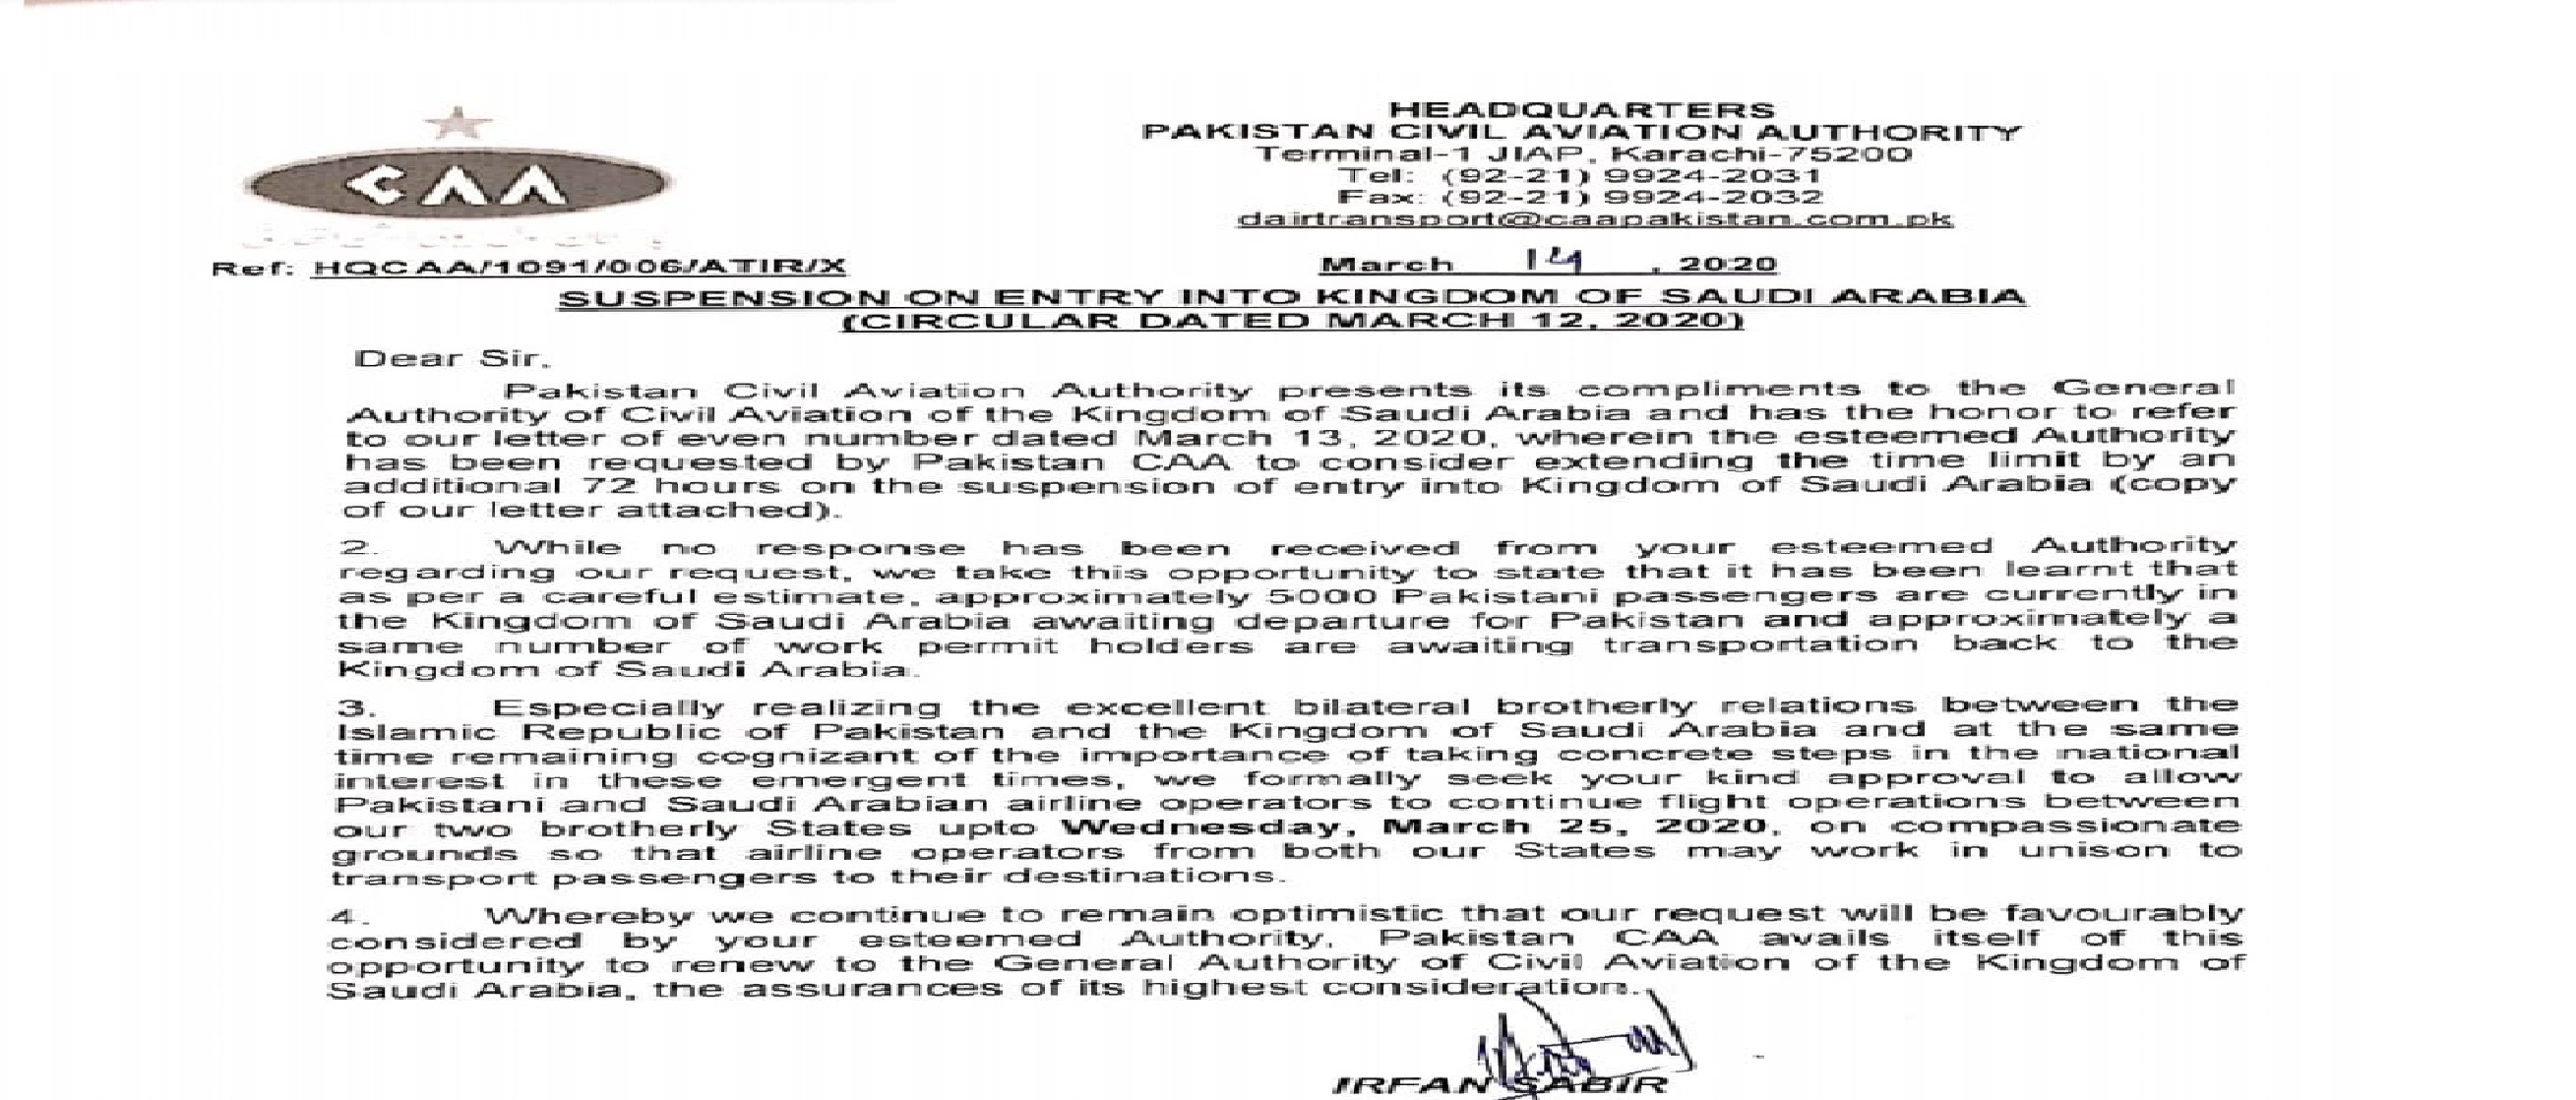 CAA
HEADQUARTERS
PAKISTAN CIVIL AVIATION AUTHORITY
Terminal-1 JIAP, Karachi-75200
Tel: (92-21) 9924-2031
Fax: (92-21) 9924-2032
dairtransport@caapakistan.com.pk
Ref: HQCAA/1091/006/ATIR/X
March 14, 2020
SUSPENSION ON ENTRY INTO KINGDOM OF SAUDI ARABIA
(CIRCULAR DATED MARCH 12, 2020)
Dear Sir,
Pakistan Civil Aviation Authority presents its compliments to the General
Authority of Civil Aviation of the Kingdom of Saudi Arabia and has the honor to refer
to our letter of even number dated March 13, 2020, wherein the esteemed Authority
has been requested by Pakistan CAA to consider extending the time limit by an
additional 72 hours on the suspension of entry into Kingdom of Saudi Arabia (copy
of our letter attached).
2. While no response has been received from your esteemed Authority
regarding our request, we take this opportunity to state that it has been learnt that
as per a careful estimate, approximately 5000 Pakistani passengers are currently in
the Kingdom of Saudi Arabia awaiting departure for Pakistan and approximately a
same number of work permit holders are awaiting transportation back to the
Kingdom of Saudi Arabia.
3. Especially realizing the excellent bilateral brotherly relations between the
Islamic Republic of Pakistan and the Kingdom of Saudi Arabia and at the same
time remaining cognizant of the importance of taking concrete steps in the national
interest in these emergent times, we formally seek your kind approval to allow
Pakistani and Saudi Arabian airline operators to continue flight operations between
our two brotherly States upto Wednesday, March 25, 2020, on compassionate
grounds so that airline operators from both our States may work in unison to
transport passengers to their destinations.
4. Whereby we continue to remain optimistic that our request will be favourably
considered by your esteemed Authority, Pakistan CAA avails itself of this
opportunity to renew to the General Authority of Civil Aviation of the Kingdom of
Saudi Arabia, the assurances of its highest consideration.
IRFAN SABIR